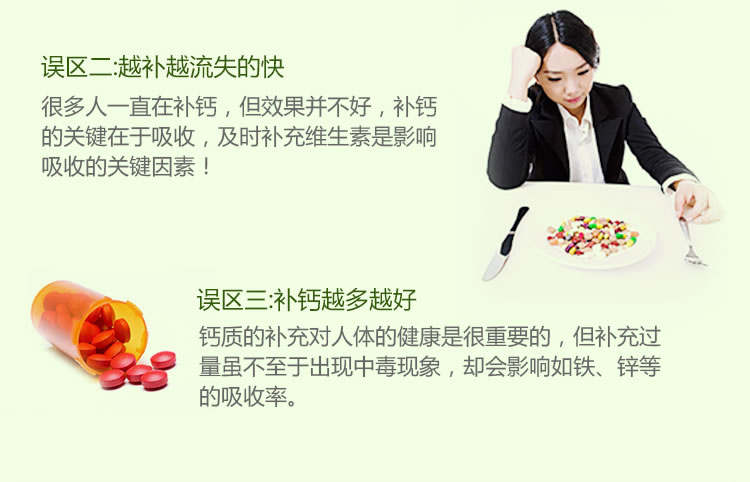 误区二:越补越流失的快
很多人一直在补钙，但效果并不好，补钙
的关键在于吸收，及时补充维生素是影响
吸收的关键因素！
误区三:补钙越多越好
钙质的补充对人体的健康是很重要的，但补充过
量虽不至于出现中毒现象，却会影响如铁、锌等
的吸收率。